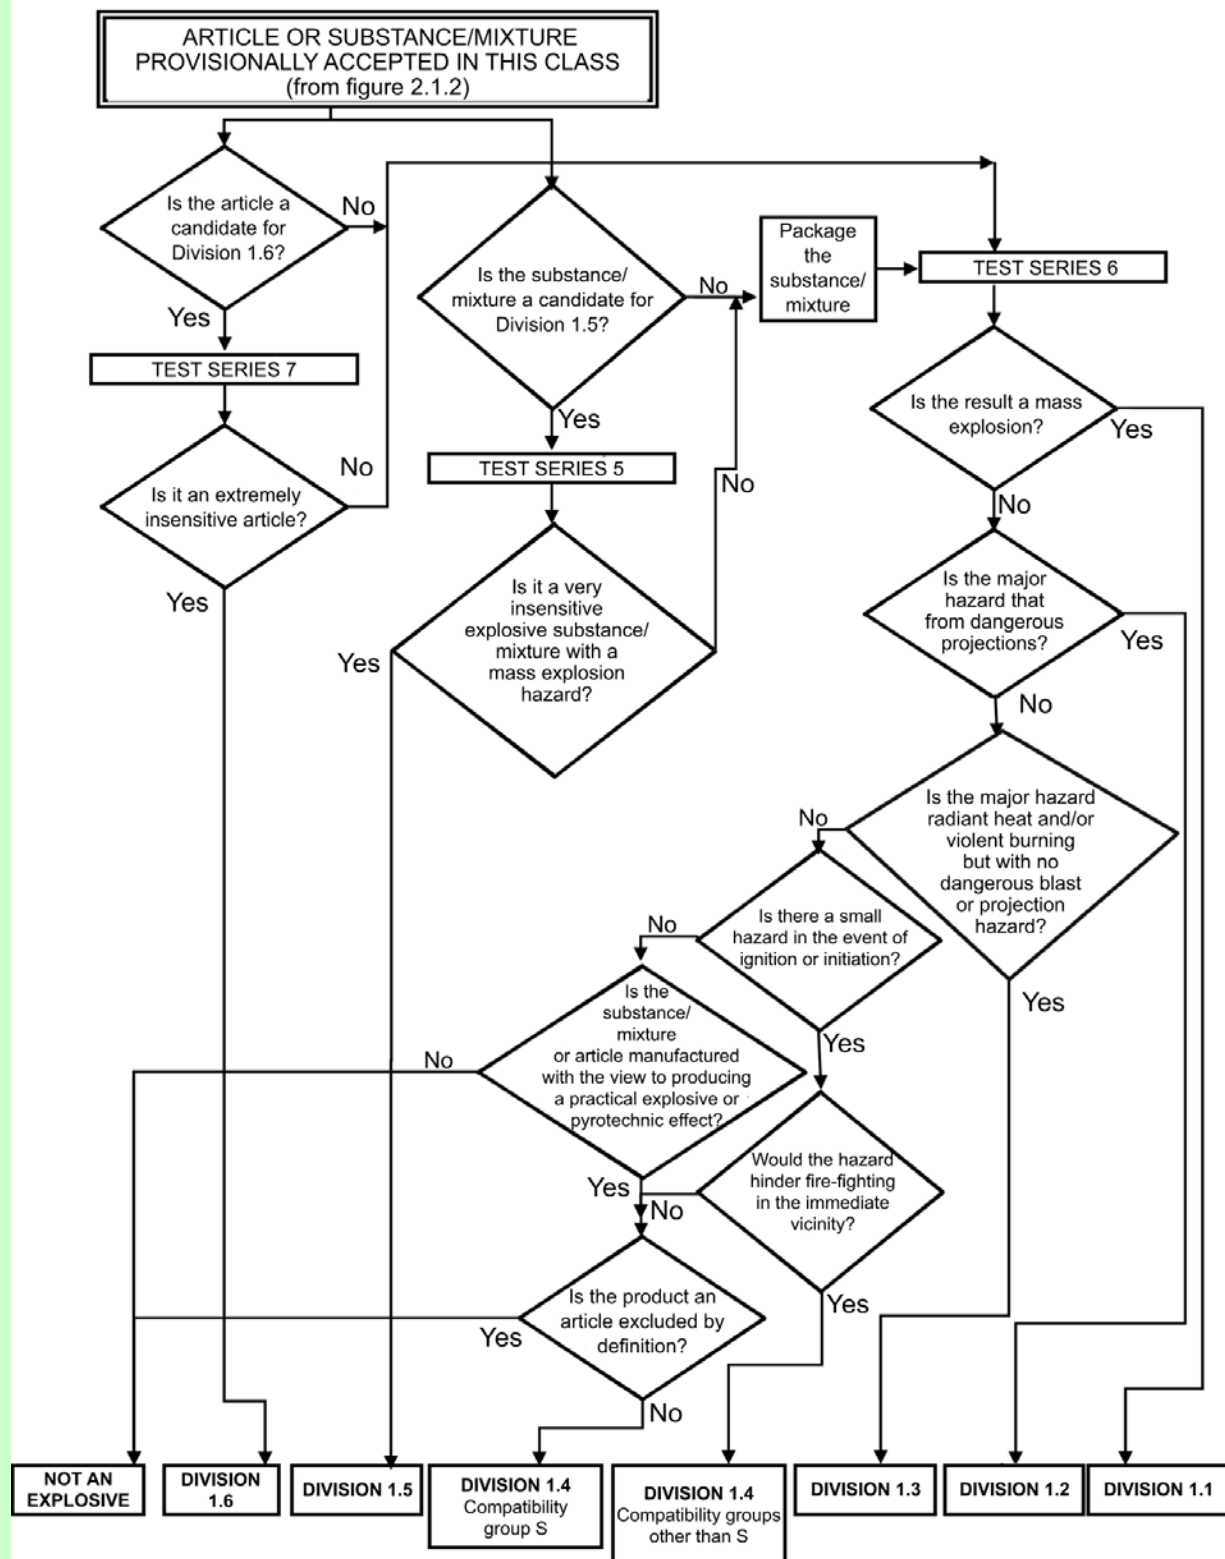 ARTICLE OR SUBSTANCE/MIXTURE
PROVISIONALLY ACCEPTED IN THIS CLASS
(from figure 2.1.2)
Is the article a
candidate for
Division 1.6?
No
Yes
TEST SERIES 7
Is it an extremely
insensitive article?
No
Yes
Is the substance/
mixture a candidate for
Division 1.5?
No
Yes
TEST SERIES 5
Is it a very
insensitive
explosive substance/
mixture with a
mass explosion
hazard?
No
Yes
Package
the
substance/
mixture
TEST SERIES 6
Is the result a mass
explosion?
Yes
No
Is the major
hazard that
from dangerous
projections?
Yes
No
Is the major hazard
radiant heat and/or
violent burning
but with no
dangerous blast
or projection
hazard?
No
Yes
Is there a small
hazard in the event of
ignition or initiation?
No
Yes
Is the
substance/
mixture
or article manufactured
with the view to producing
a practical explosive or
pyrotechnic effect?
No
Yes
Would the hazard
hinder fire-fighting
in the immediate
vicinity?
No
Yes
Is the product an
article excluded by
definition?
Yes
No
NOT AN
EXPLOSIVE
DIVISION
1.6
DIVISION 1.5
DIVISION 1.4
Compatibility
group S
DIVISION 1.4
Compatibility groups
other than S
DIVISION 1.3
DIVISION 1.2
DIVISION 1.1